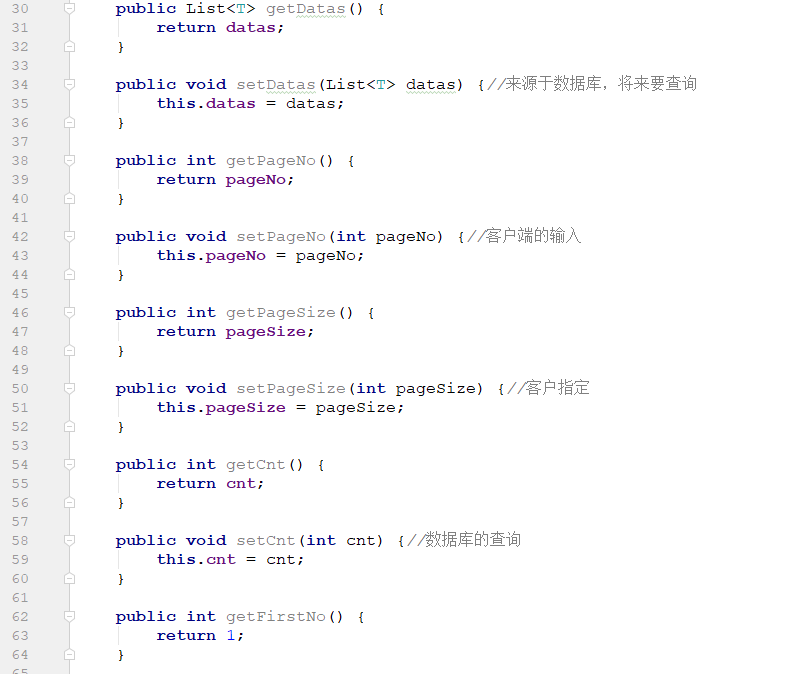 30 public List<T> getDatas() {
31 return datas;
32 }
33
34 public void setDatas(List<T> datas) {//来源于数据库，将来要查询
35 this.datas = datas;
36 }
37
38 public int getPageNo() {
39 return pageNo;
40 }
41
42 public void setPageNo(int pageNo) {//客户端的输入
43 this.pageNo = pageNo;
44 }
45
46 public int getPageSize() {
47 return pageSize;
48 }
49
50 public void setPageSize(int pageSize) {//客户指定
51 this.pageSize = pageSize;
52 }
53
54 public int getCnt() {
55 return cnt;
56 }
57
58 public void setCnt(int cnt) {//数据库的查询
59 this.cnt = cnt;
60 }
61
62 public int getFirstNo() {
63 return 1;
64 }
65